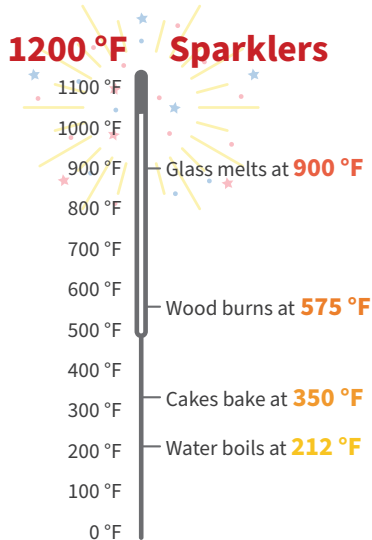 1200 °F Sparklers
1100 °F
1000 °F
900 °F Glass melts at 900 °F
800 °F
700 °F
600 °F
Wood burns at 575 °F
500 °F
400 °F
Cakes bake at 350 °F
300 °F
200 °F Water boils at 212 °F
100 °F
0 °F